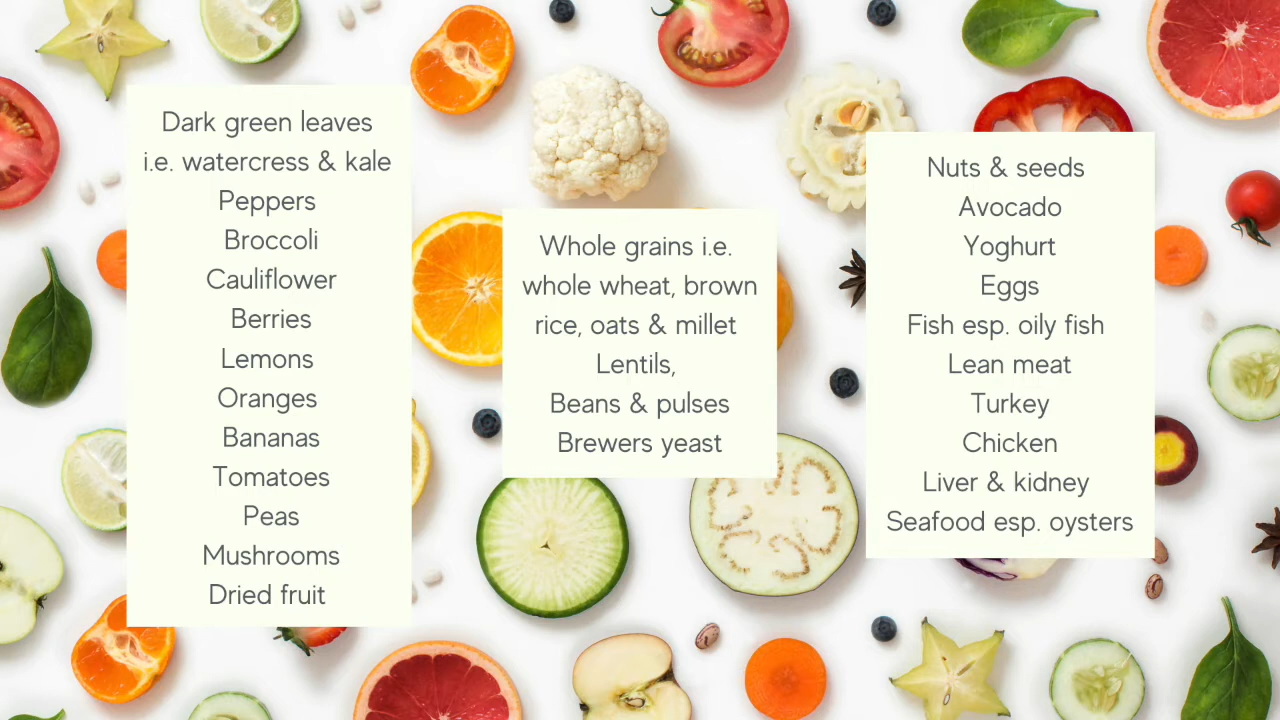 Dark green leaves
i.e. watercress & kale
Peppers
Broccoli
Cauliflower
Berries
Lemons
Oranges
Bananas
Tomatoes
Peas
Mushrooms
Dried fruit
Whole grains i.e.
whole wheat, brown
rice, oats & millet
Lentils,
Beans & pulses
Brewers yeast
Nuts & seeds
Avocado
Yoghurt
Eggs
Fish esp. oily fish
Lean meat
Turkey
Chicken
Liver & kidney
Seafood esp. oysters